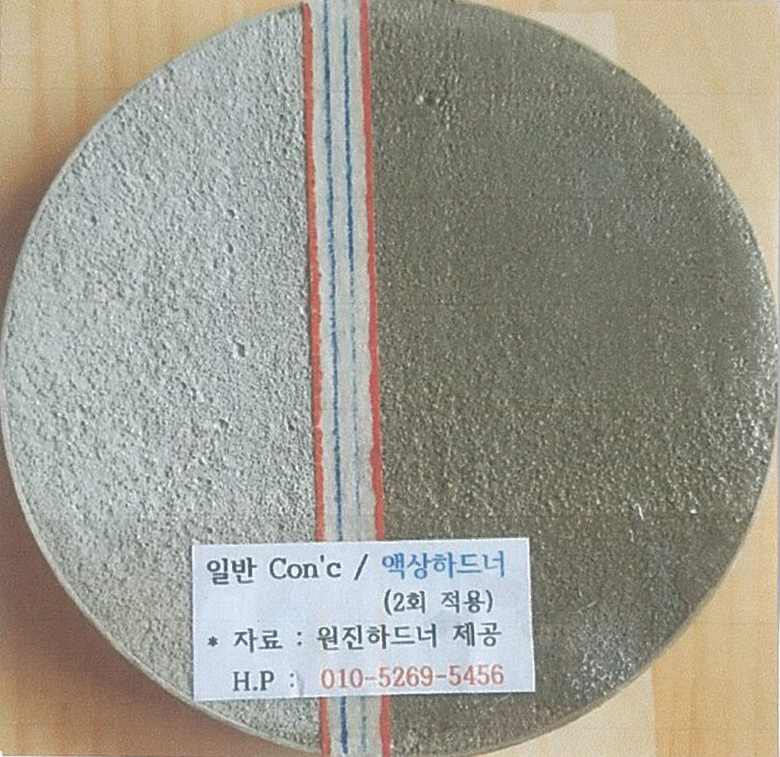 일반 Con'c / 액상하드너
(2회 적용)
* 자료 : 원진하드너 제공
H.P : 010-5269-5456